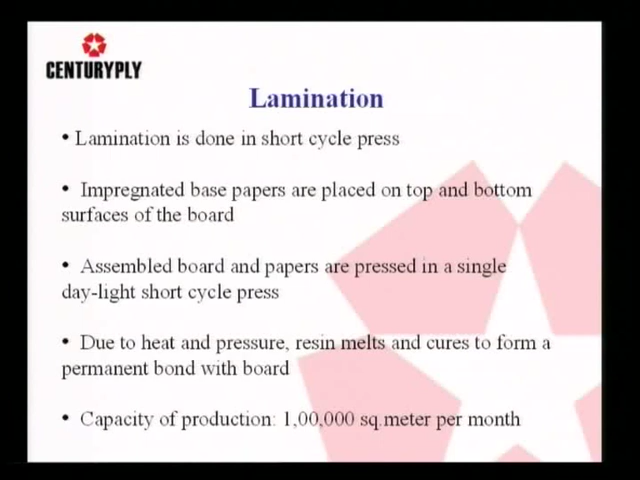 CENTURYPLY
Lamination
• Lamination is done in short cycle press
• Impregnated base papers are placed on top and bottom
surfaces of the board
• Assembled board and papers are pressed in a single
day-light short cycle press
• Due to heat and pressure, resin melts and cures to form a
permanent bond with board
• Capacity of production: 1,00,000 sq.meter per month